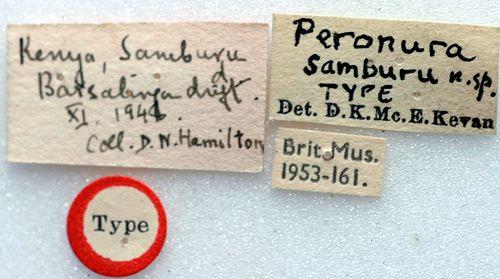 Kenya, Samburu
Barsalinga drift.
XI. 1944.
Coll. D. N. Hamilton
Peronura
samburu n. sp.
TYPE
Det. D.K.Mc.E.Kevan
Brit. Mus.
1953-161.
Type